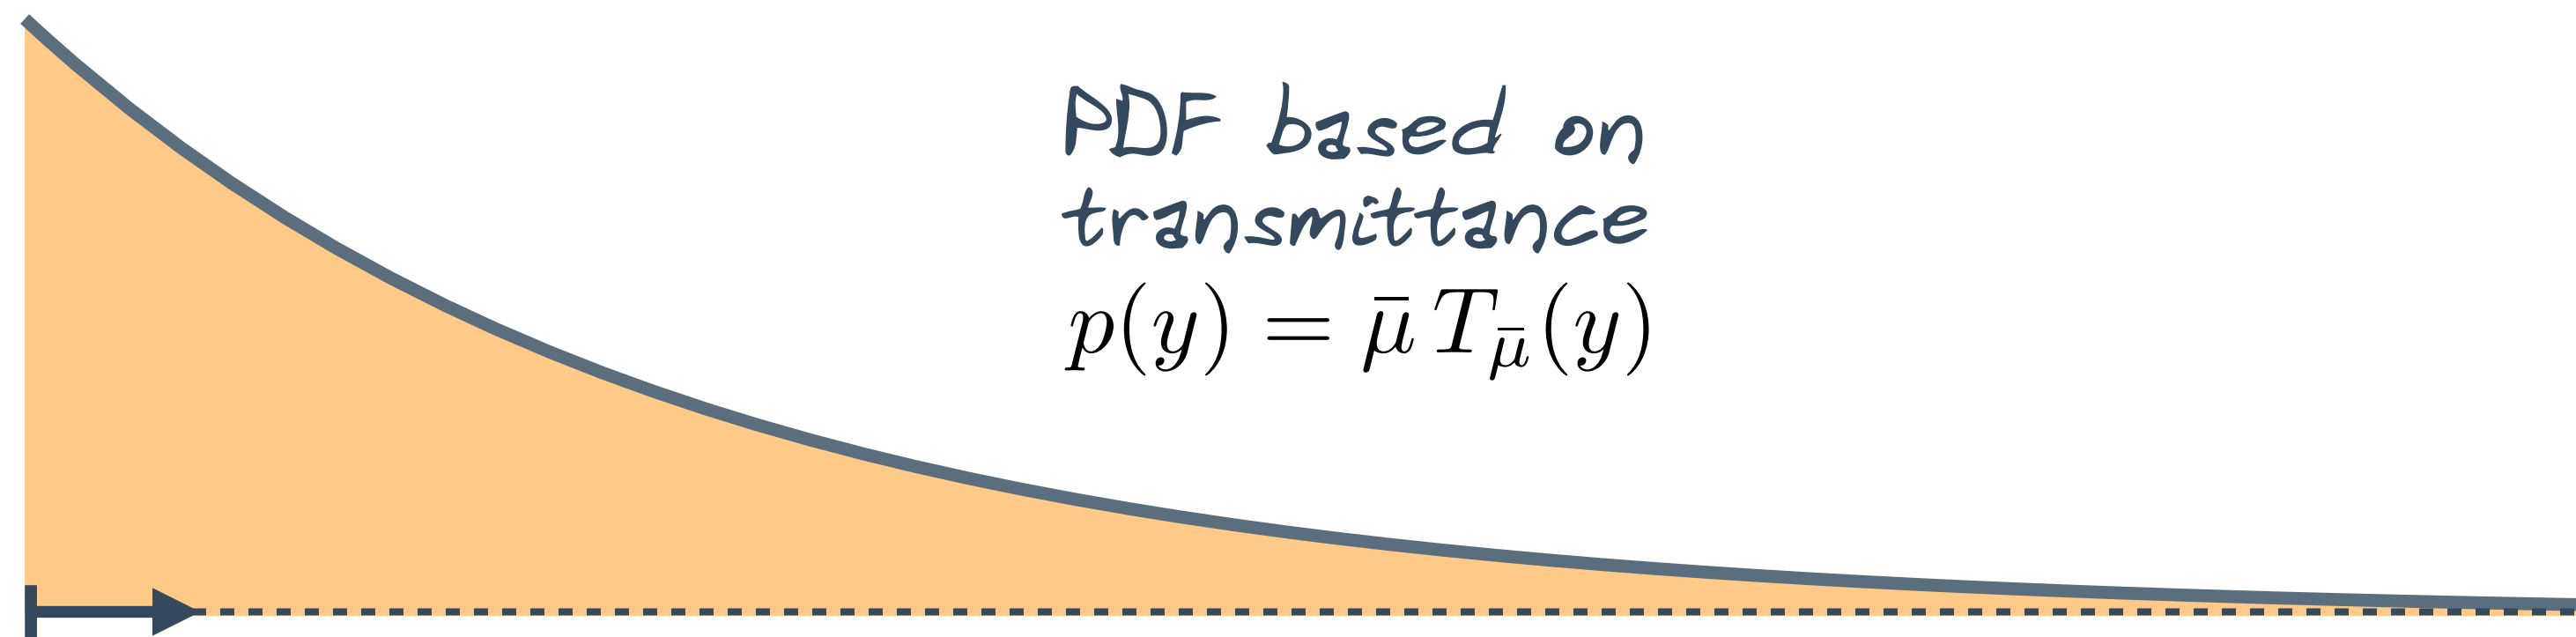 PDF based on
transmittance
p(y) = μ̄ T_μ̄(y)